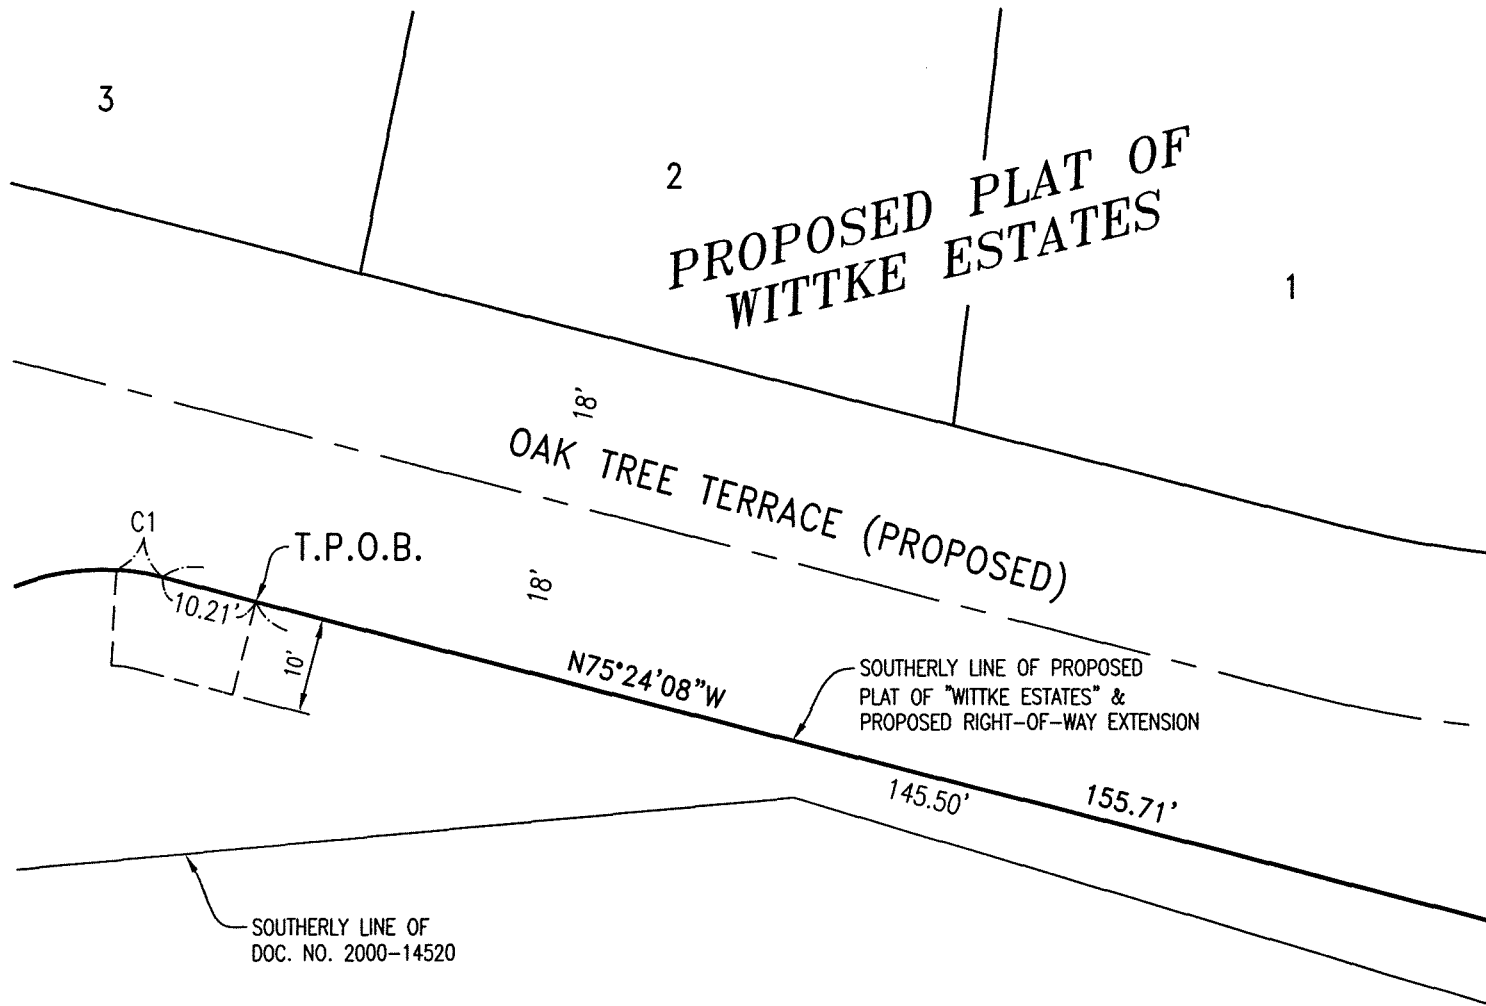 3
2
PROPOSED PLAT OF
WITTKE ESTATES
1
18'
OAK TREE TERRACE (PROPOSED)
C1
T.P.O.B.
10.21'
18'
10'
N75°24'08"W
SOUTHERLY LINE OF PROPOSED
PLAT OF "WITTKE ESTATES" &
PROPOSED RIGHT-OF-WAY EXTENSION
145.50'
155.71'
SOUTHERLY LINE OF
DOC. NO. 2000-14520